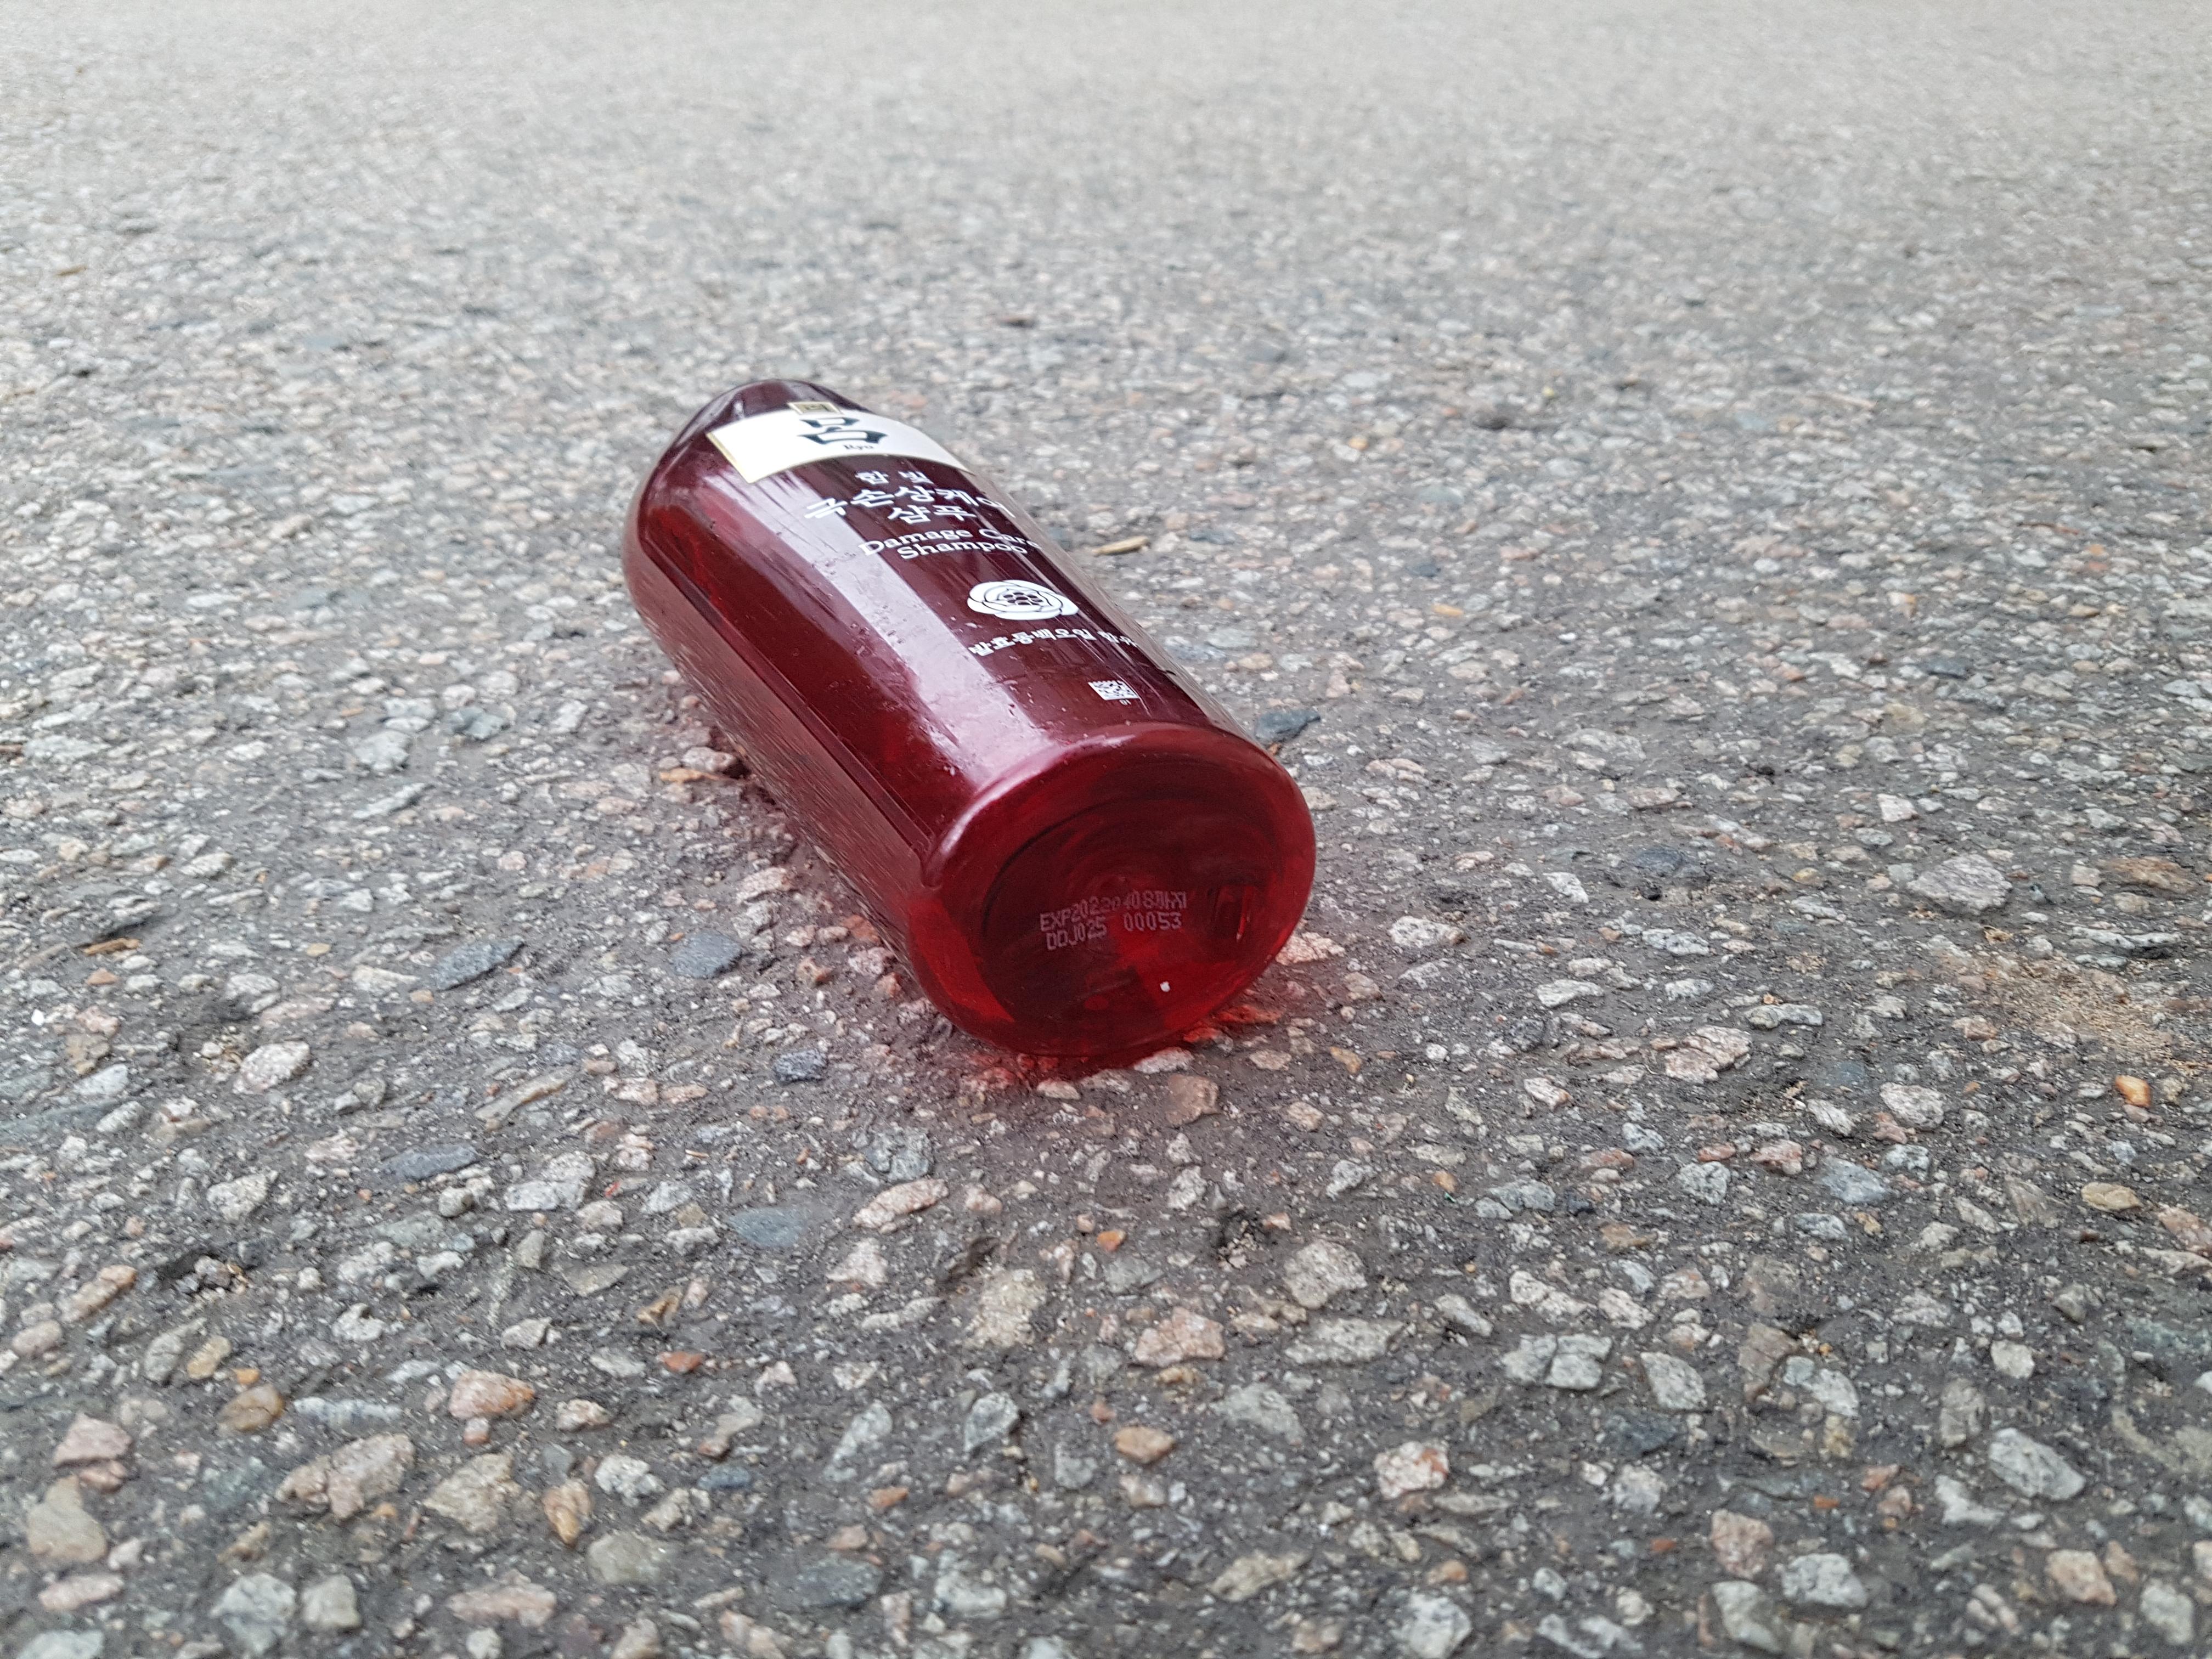 Ryo
함빛
극손상케어
샴푸
Damage Care
Shampoo
발효동백오일 함유
01
EXP20220408까지
DDJ025 00053